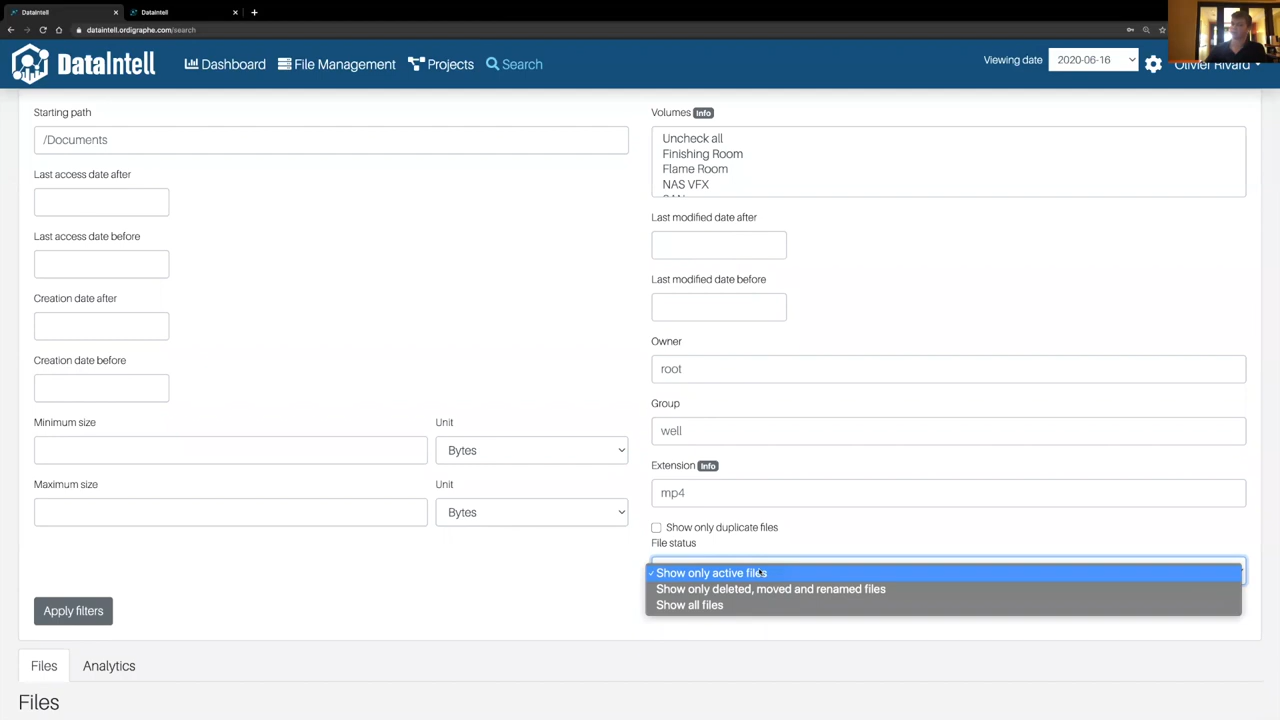 DataIntell
DataIntell
dataintell.ordigraphe.com/search
DataIntell
Dashboard
File Management
Projects
Search
Viewing date
2020-06-16
Olivier Rivard
Starting path
/Documents
Last access date after
Last access date before
Creation date after
Creation date before
Minimum size
Unit
Bytes
Maximum size
Unit
Bytes
Apply filters
Volumes Info
Uncheck all
Finishing Room
Flame Room
NAS VFX
Last modified date after
Last modified date before
Owner
root
Group
well
Extension Info
mp4
Show only duplicate files
File status
Show only active files
Show only deleted, moved and renamed files
Show all files
Files
Analytics
Files